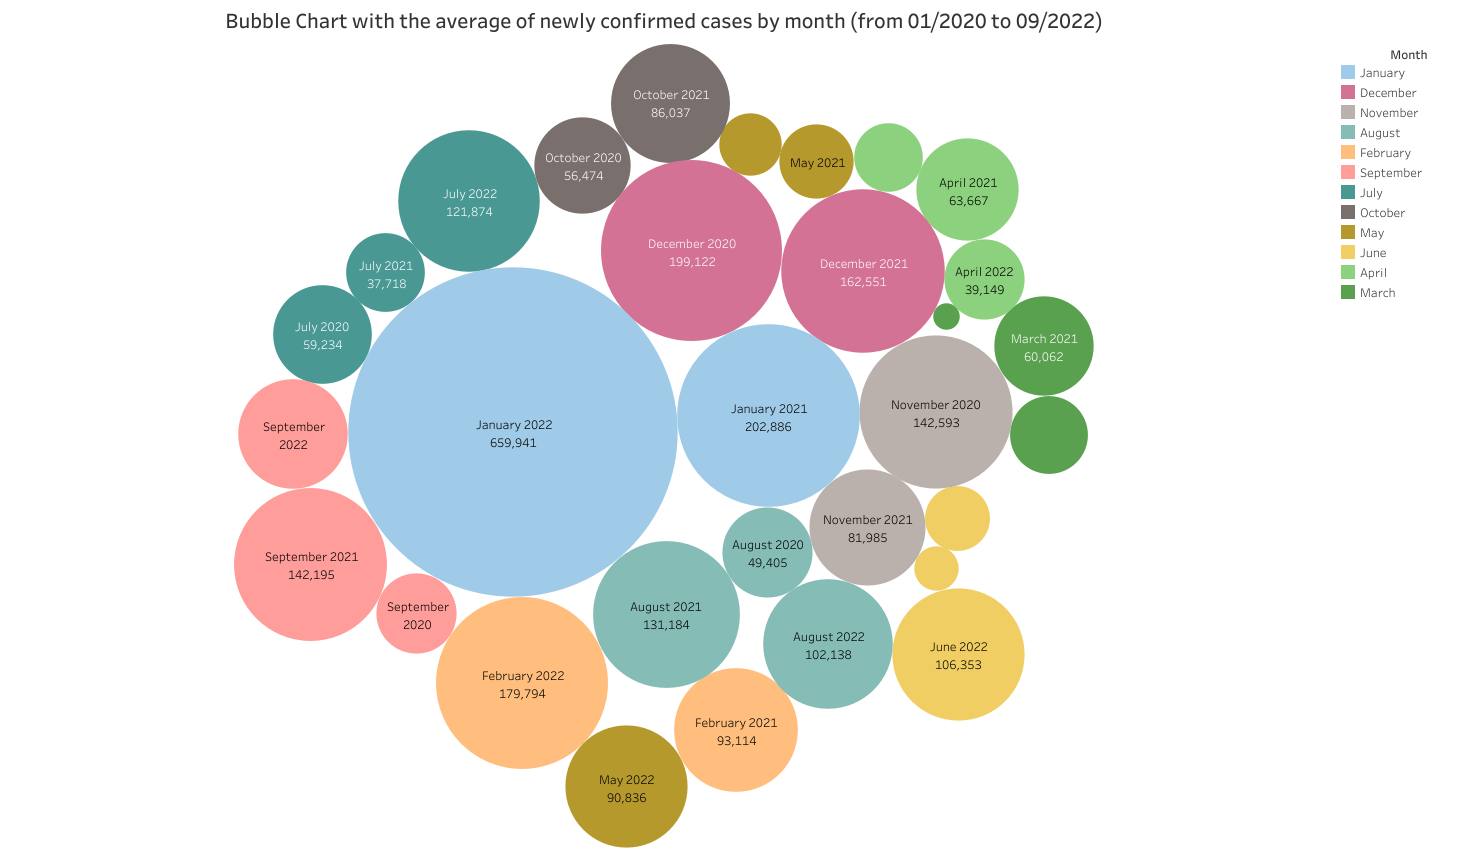 Bubble Chart with the average of newly confirmed cases by month (from 01/2020 to 09/2022)
Month
January
December
November
August
February
September
July
October
May
June
April
March
October 2021
86,037
October 2020
56,474
May 2021
July 2022
121,874
April 2021
63,667
December 2020
199,122
December 2021
162,551
July 2021
37,718
April 2022
39,149
July 2020
59,234
March 2021
60,062
January 2022
659,941
January 2021
202,886
November 2020
142,593
September
2022
November 2021
81,985
August 2020
49,405
September 2021
142,195
September
2020
August 2021
131,184
August 2022
102,138
June 2022
106,353
February 2022
179,794
February 2021
93,114
May 2022
90,836